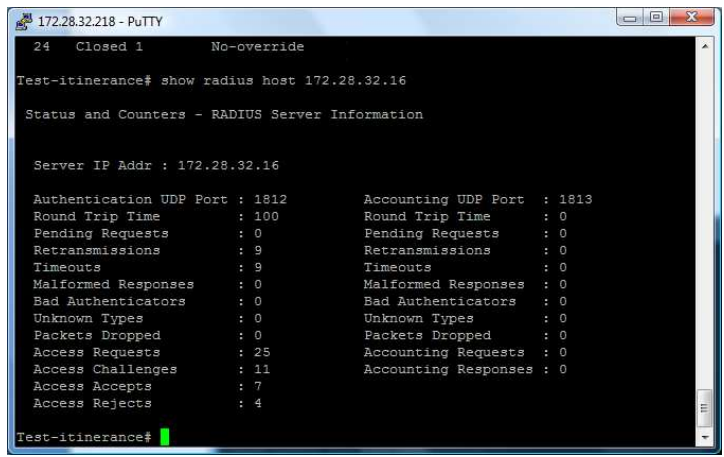 172.28.32.218 - PuTTY
24 Closed 1 No-override
Test-itinerance# show radius host 172.28.32.16
Status and Counters - RADIUS Server Information
Server IP Addr : 172.28.32.16
Authentication UDP Port : 1812 Accounting UDP Port : 1813
Round Trip Time : 100 Round Trip Time : 0
Pending Requests : 0 Pending Requests : 0
Retransmissions : 9 Retransmissions : 0
Timeouts : 9 Timeouts : 0
Malformed Responses : 0 Malformed Responses : 0
Bad Authenticators : 0 Bad Authenticators : 0
Unknown Types : 0 Unknown Types : 0
Packets Dropped : 0 Packets Dropped : 0
Access Requests : 25 Accounting Requests : 0
Access Challenges : 11 Accounting Responses : 0
Access Accepts : 7
Access Rejects : 4
Test-itinerance#